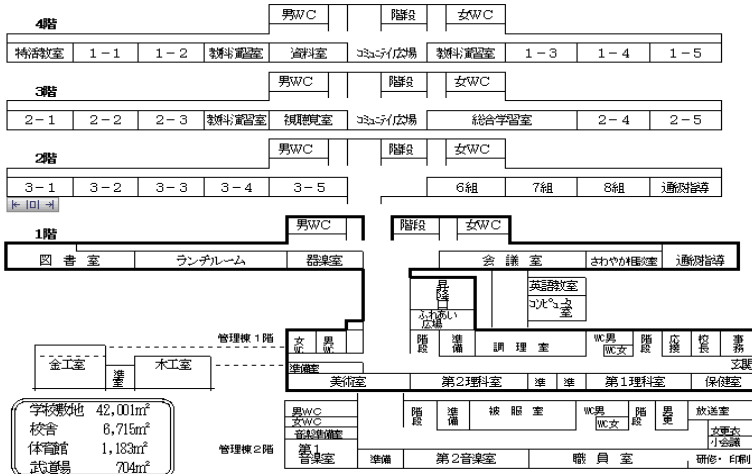 男WC 階段 女WC
4階
特活教室 1-1 1-2 教科演習室 資料室 コミュニティ広場 教科演習室 1-3 1-4 1-5
男WC 階段 女WC
3階
2-1 2-2 2-3 教科演習室 視聴覚室 コミュニティ広場 総合学習室 2-4 2-5
男WC 階段 女WC
2階
3-1 3-2 3-3 3-4 3-5 6組 7組 8組 通級指導
男WC 階段 女WC
1階
図書室 ランチルーム 器楽室 会議室 さわやか相談室 通級指導
昇降口 英語教室
コンピュータ室
ふれあい広場
管理棟1階 女WC 男WC 階段 準備 調理室 WC男 WC女 階段 応接 校長 事務
金工室 準室 木工室 準備室 玄関
美術室 第2理科室 準 準 第1理科室 保健室
学校敷地 42,001m²
校舎 6,715m²
体育館 1,183m²
武道場 704m²
男WC 階段 準備 被服室 WC男 WC女 階段 男更 放送室
女WC
音楽準備室 女更衣
小会議
管理棟2階 第1音楽室 準備 第2音楽室 職員室 研修・印刷